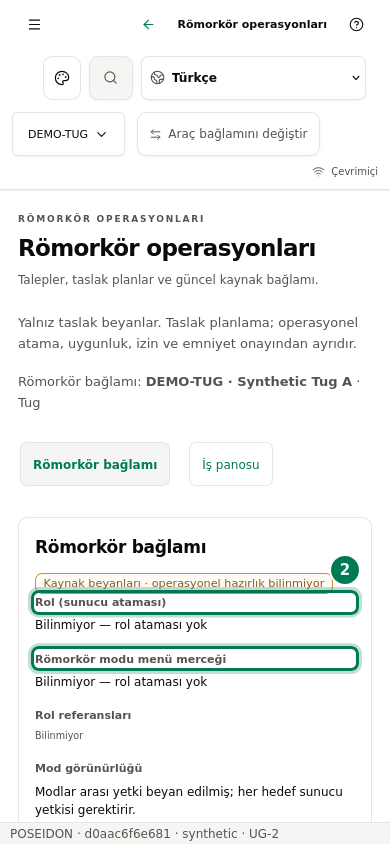 Römorkör operasyonları
Türkçe
DEMO-TUG
Araç bağlamını değiştir
Çevrimiçi
RÖMORKÖR OPERASYONLARI
Römorkör operasyonları
Talepler, taslak planlar ve güncel kaynak bağlamı.
Yalnız taslak beyanlar. Taslak planlama; operasyonel
atama, uygunluk, izin ve emniyet onayından ayrıdır.
Römorkör bağlamı: DEMO-TUG · Synthetic Tug A ·
Tug
Römorkör bağlamı
İş panosu
Römorkör bağlamı
2
Kaynak beyanları · operasyonel hazırlık bilinmiyor
Rol (sunucu ataması)
Bilinmiyor — rol ataması yok
Römorkör modu menü merceği
Bilinmiyor — rol ataması yok
Rol referansları
Bilinmiyor
Mod görünürlüğü
Modlar arası yetki beyan edilmiş; her hedef sunucu
yetkisi gerektirir.
POSEIDON · d0aac6f6e681 · synthetic · UG-2